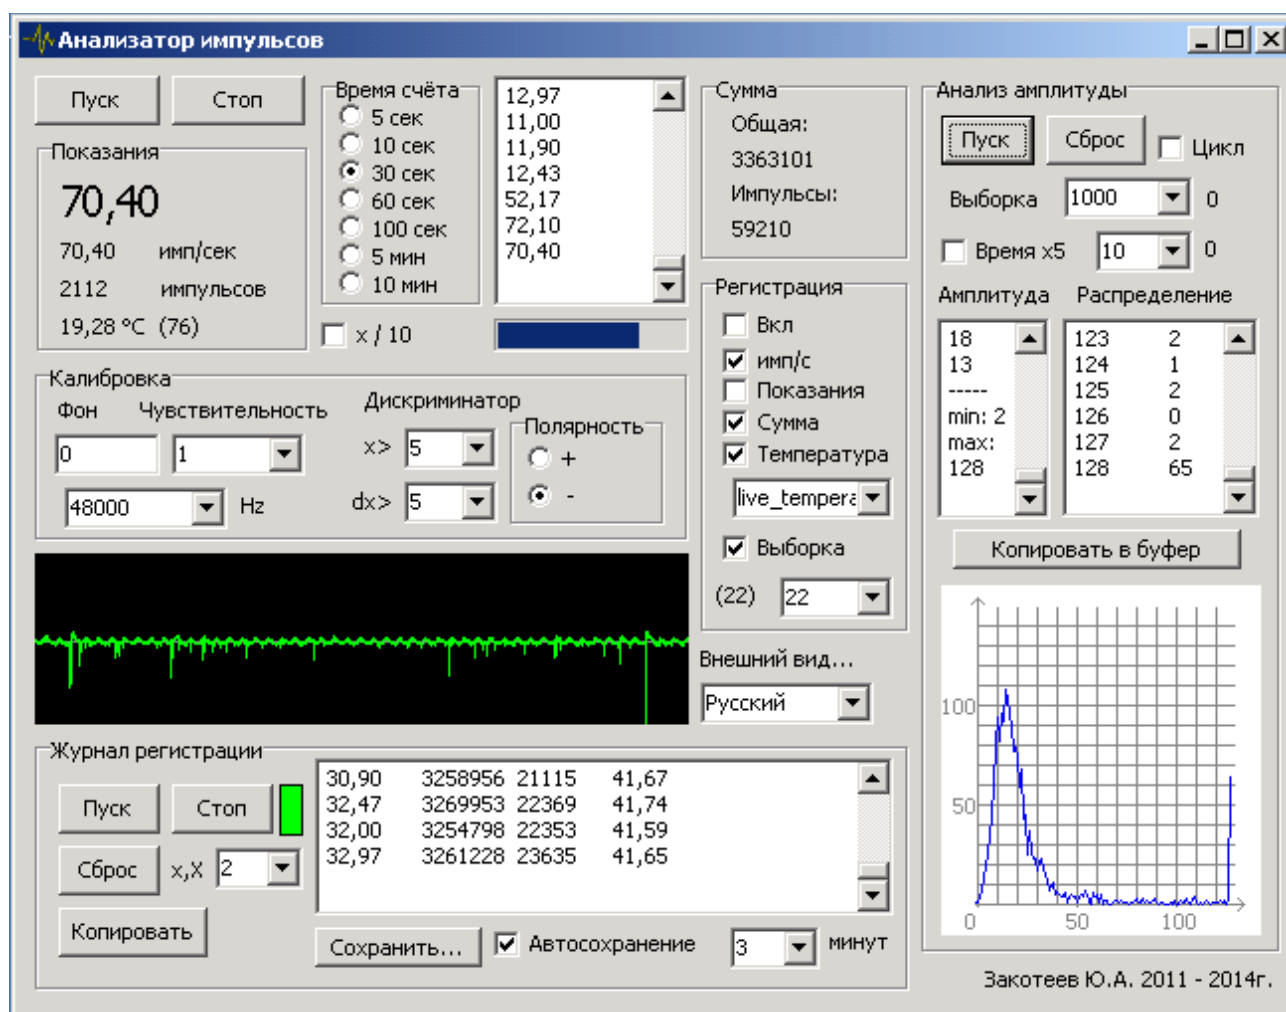 Анализатор импульсов
Пуск Стоп
Показания
70,40
70,40 имп/сек
2112 импульсов
19,28 °C (76)
Время счёта
5 сек
10 сек
30 сек
60 сек
100 сек
5 мин
10 мин
x / 10
12,97
11,00
11,90
12,43
52,17
72,10
70,40
Сумма
Общая:
3363101
Импульсы:
59210
Регистрация
Вкл
имп/с
Показания
Сумма
Температура
live_tempera
Выборка
(22) 22
Внешний вид...
Русский
Анализ амплитуды
Пуск Сброс Цикл
Выборка 1000 0
Время x5 10 0
Амплитуда Распределение
18
13
-----
min: 2
max:
128
123 2
124 1
125 2
126 0
127 2
128 65
Копировать в буфер
100
50
0 50 100
Калибровка
Фон Чувствительность Дискриминатор
0 1 x> 5
48000 Hz dx> 5
Полярность
+
-
Журнал регистрации
Пуск Стоп
Сброс x,X 2
Копировать
30,90 3258956 21115 41,67
32,47 3269953 22369 41,74
32,00 3254798 22353 41,59
32,97 3261228 23635 41,65
Сохранить... Автосохранение 3 минут
Закотеев Ю.А. 2011 - 2014г.